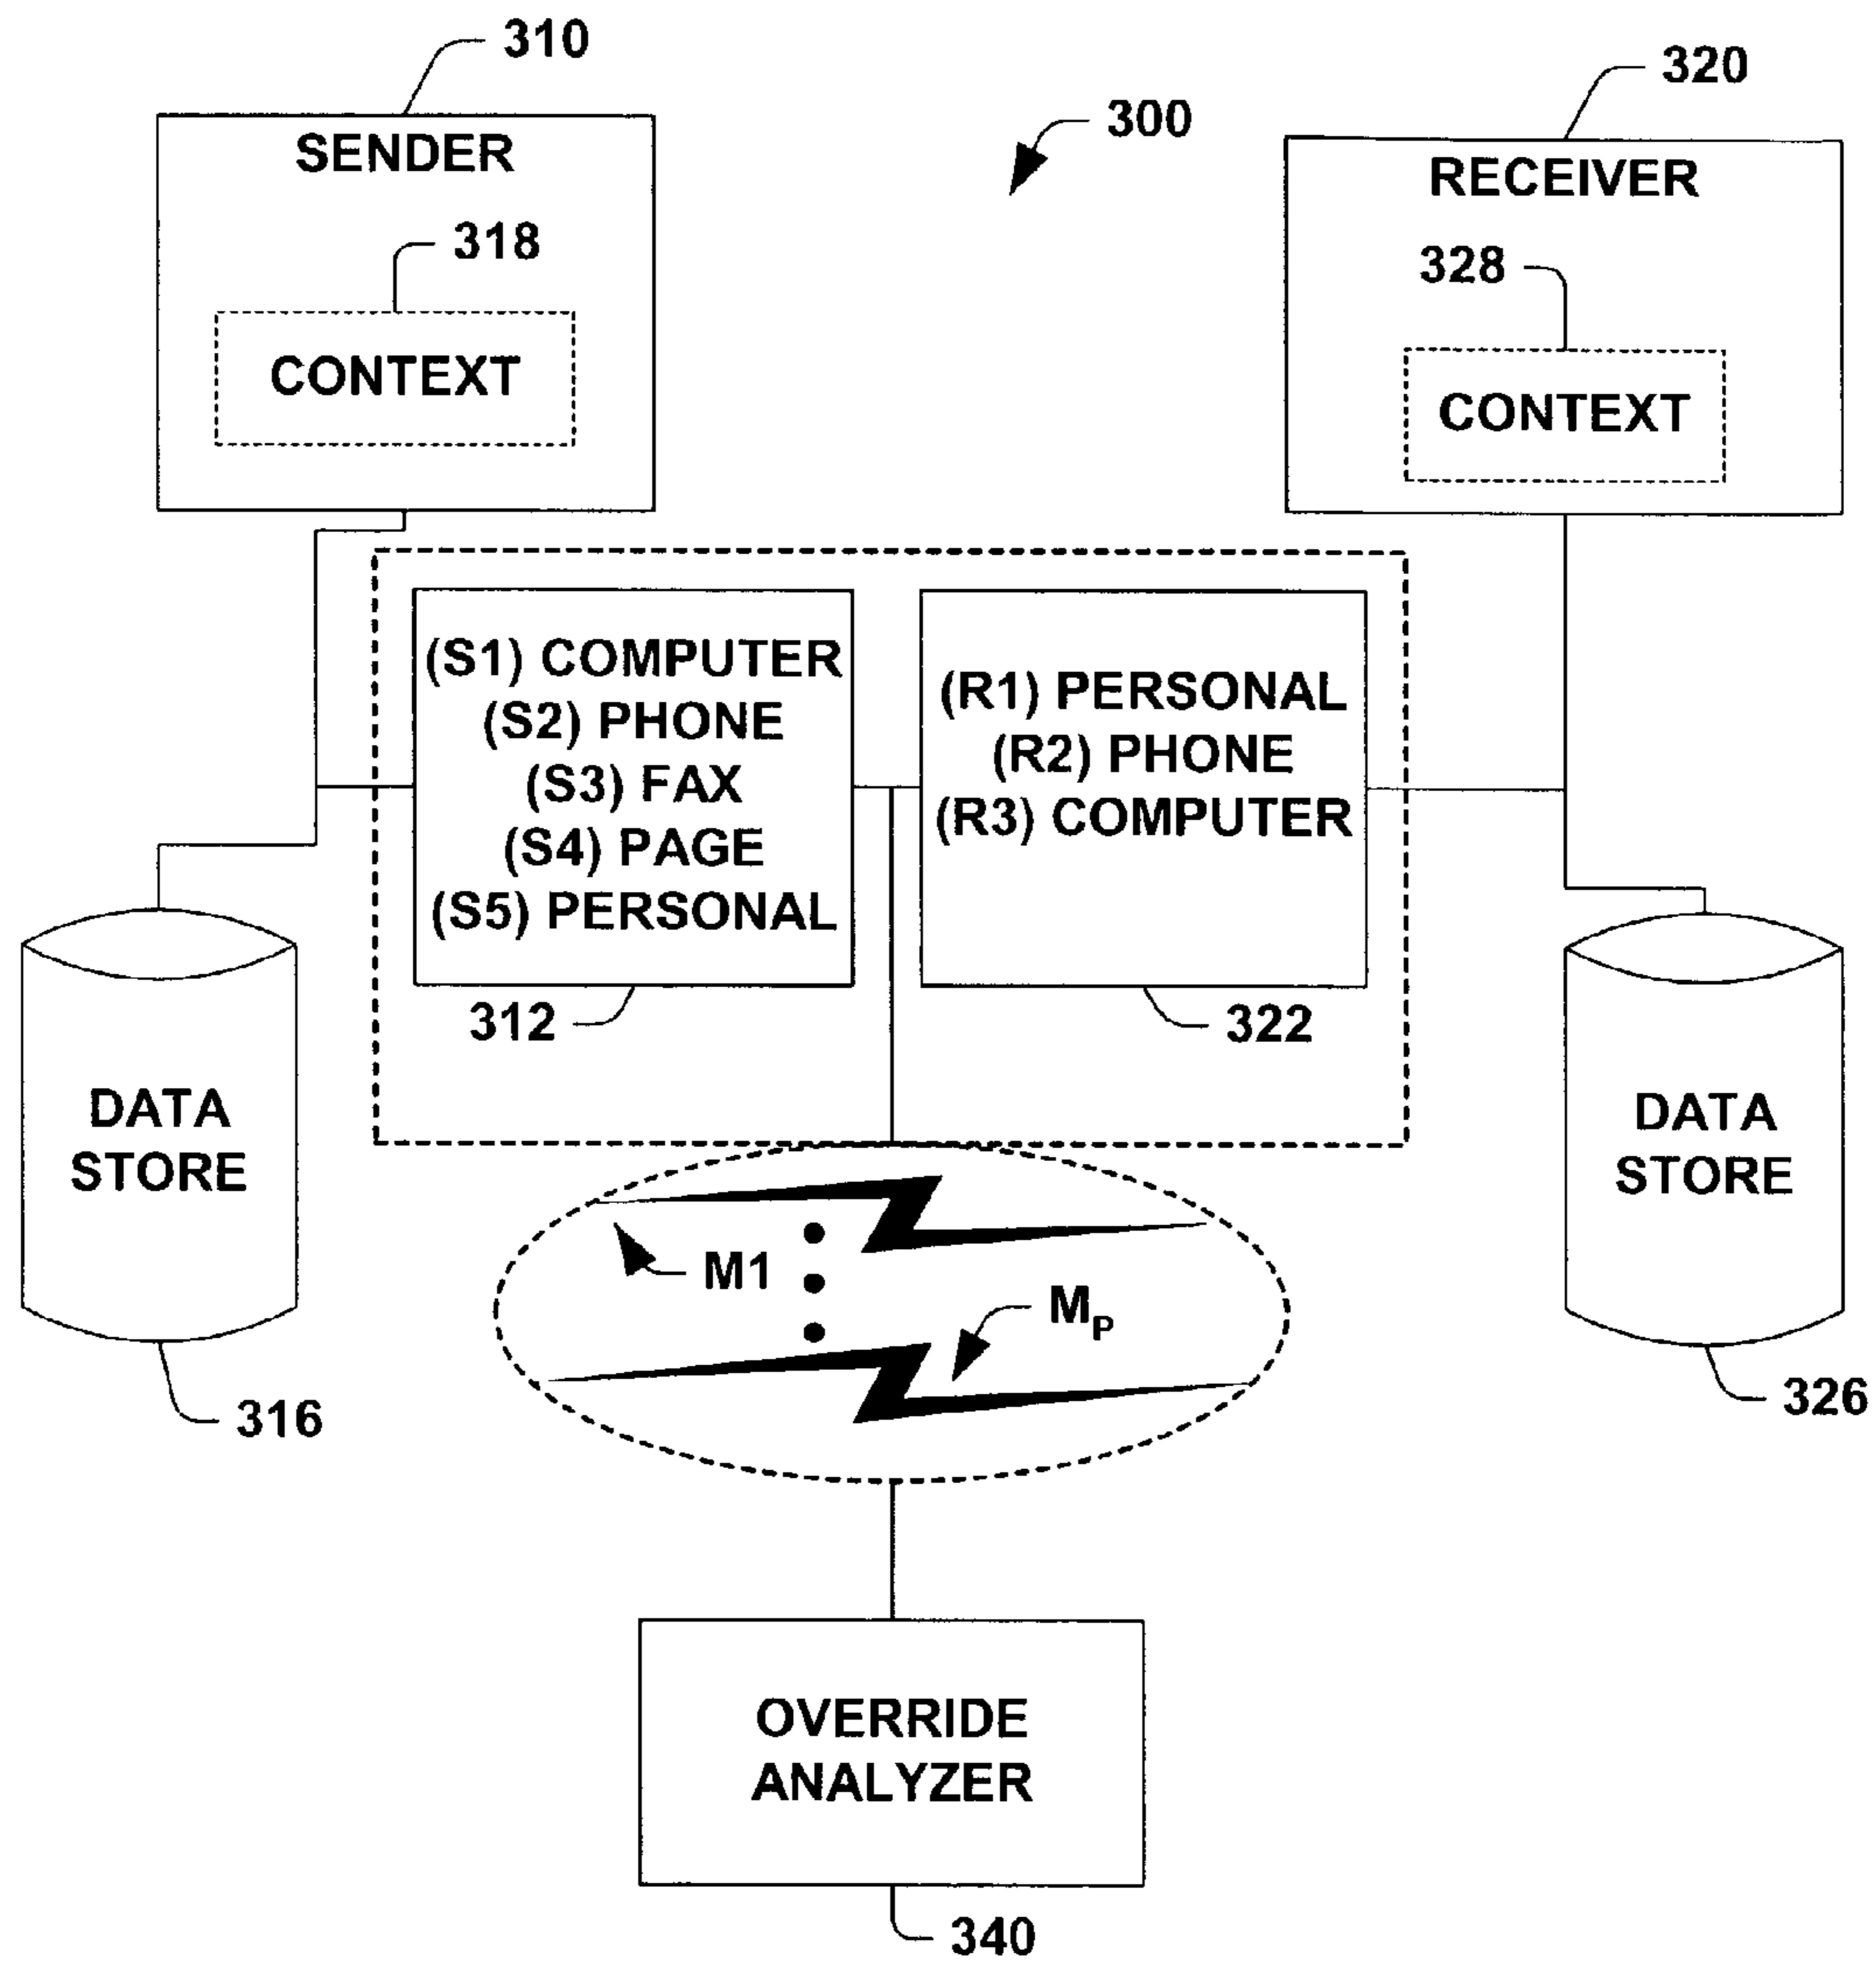 310
320
300
SENDER
RECEIVER
318
328
CONTEXT
CONTEXT
(S1) COMPUTER
(S2) PHONE
(S3) FAX
(S4) PAGE
(S5) PERSONAL
(R1) PERSONAL
(R2) PHONE
(R3) COMPUTER
312
322
DATA
STORE
DATA
STORE
M1
MP
316
326
OVERRIDE
ANALYZER
340